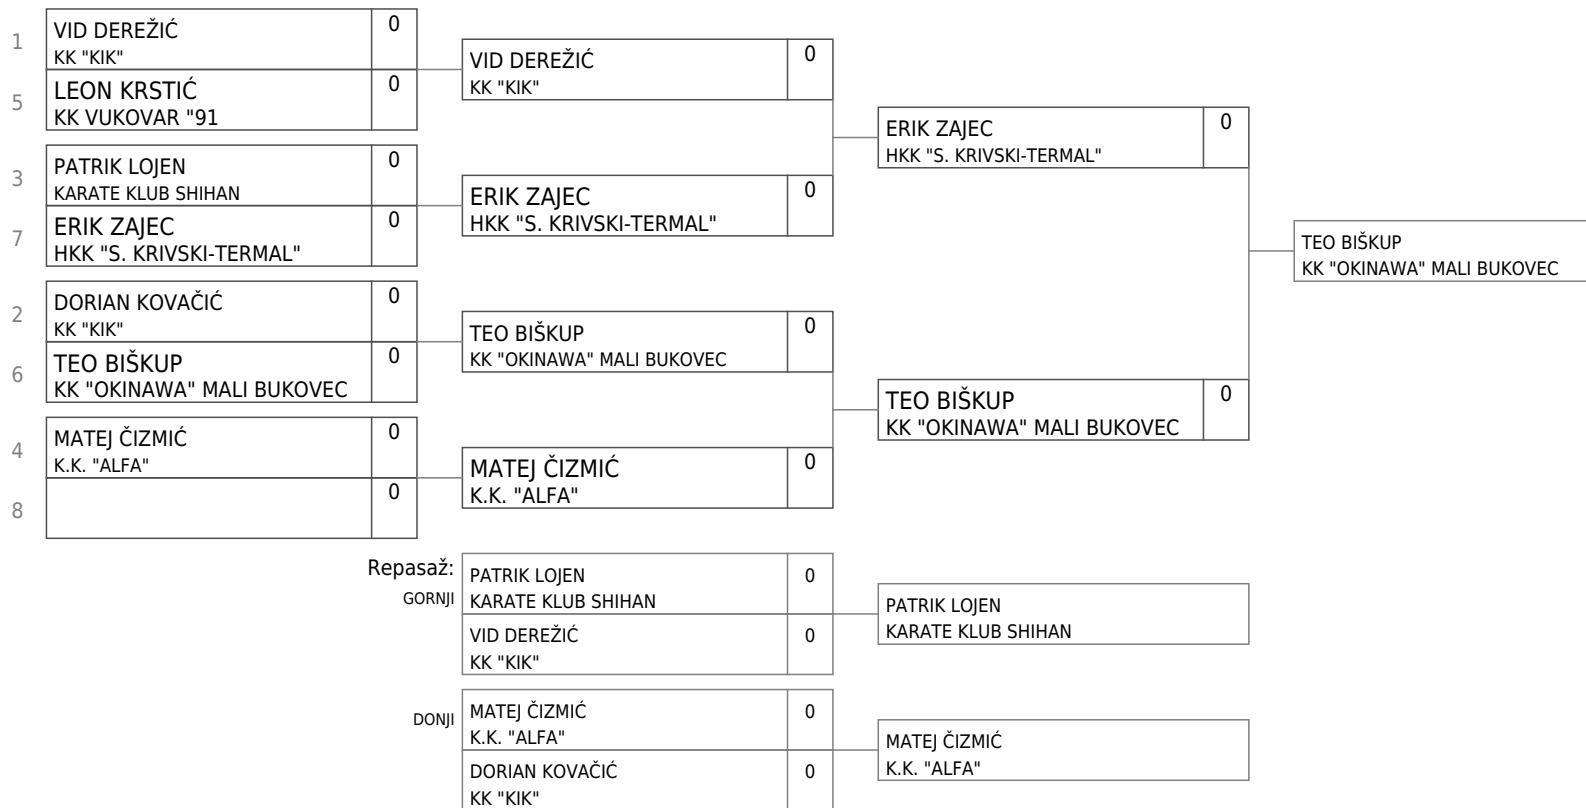 1
VID DEREŽIĆ
KK "KIK"
0
5
LEON KRSTIĆ
KK VUKOVAR "91
0
3
PATRIK LOJEN
KARATE KLUB SHIHAN
0
7
ERIK ZAJEC
HKK "S. KRIVSKI-TERMAL"
0
2
DORIAN KOVAČIĆ
KK "KIK"
0
6
TEO BIŠKUP
KK "OKINAWA" MALI BUKOVEC
0
4
MATEJ ČIZMIĆ
K.K. "ALFA"
0
8
0
VID DEREŽIĆ
KK "KIK"
0
ERIK ZAJEC
HKK "S. KRIVSKI-TERMAL"
0
TEO BIŠKUP
KK "OKINAWA" MALI BUKOVEC
0
MATEJ ČIZMIĆ
K.K. "ALFA"
0
ERIK ZAJEC
HKK "S. KRIVSKI-TERMAL"
0
TEO BIŠKUP
KK "OKINAWA" MALI BUKOVEC
0
TEO BIŠKUP
KK "OKINAWA" MALI BUKOVEC
Repasaž:
GORNJI
PATRIK LOJEN
KARATE KLUB SHIHAN
0
VID DEREŽIĆ
KK "KIK"
0
PATRIK LOJEN
KARATE KLUB SHIHAN
DONJI
MATEJ ČIZMIĆ
K.K. "ALFA"
0
DORIAN KOVAČIĆ
KK "KIK"
0
MATEJ ČIZMIĆ
K.K. "ALFA"